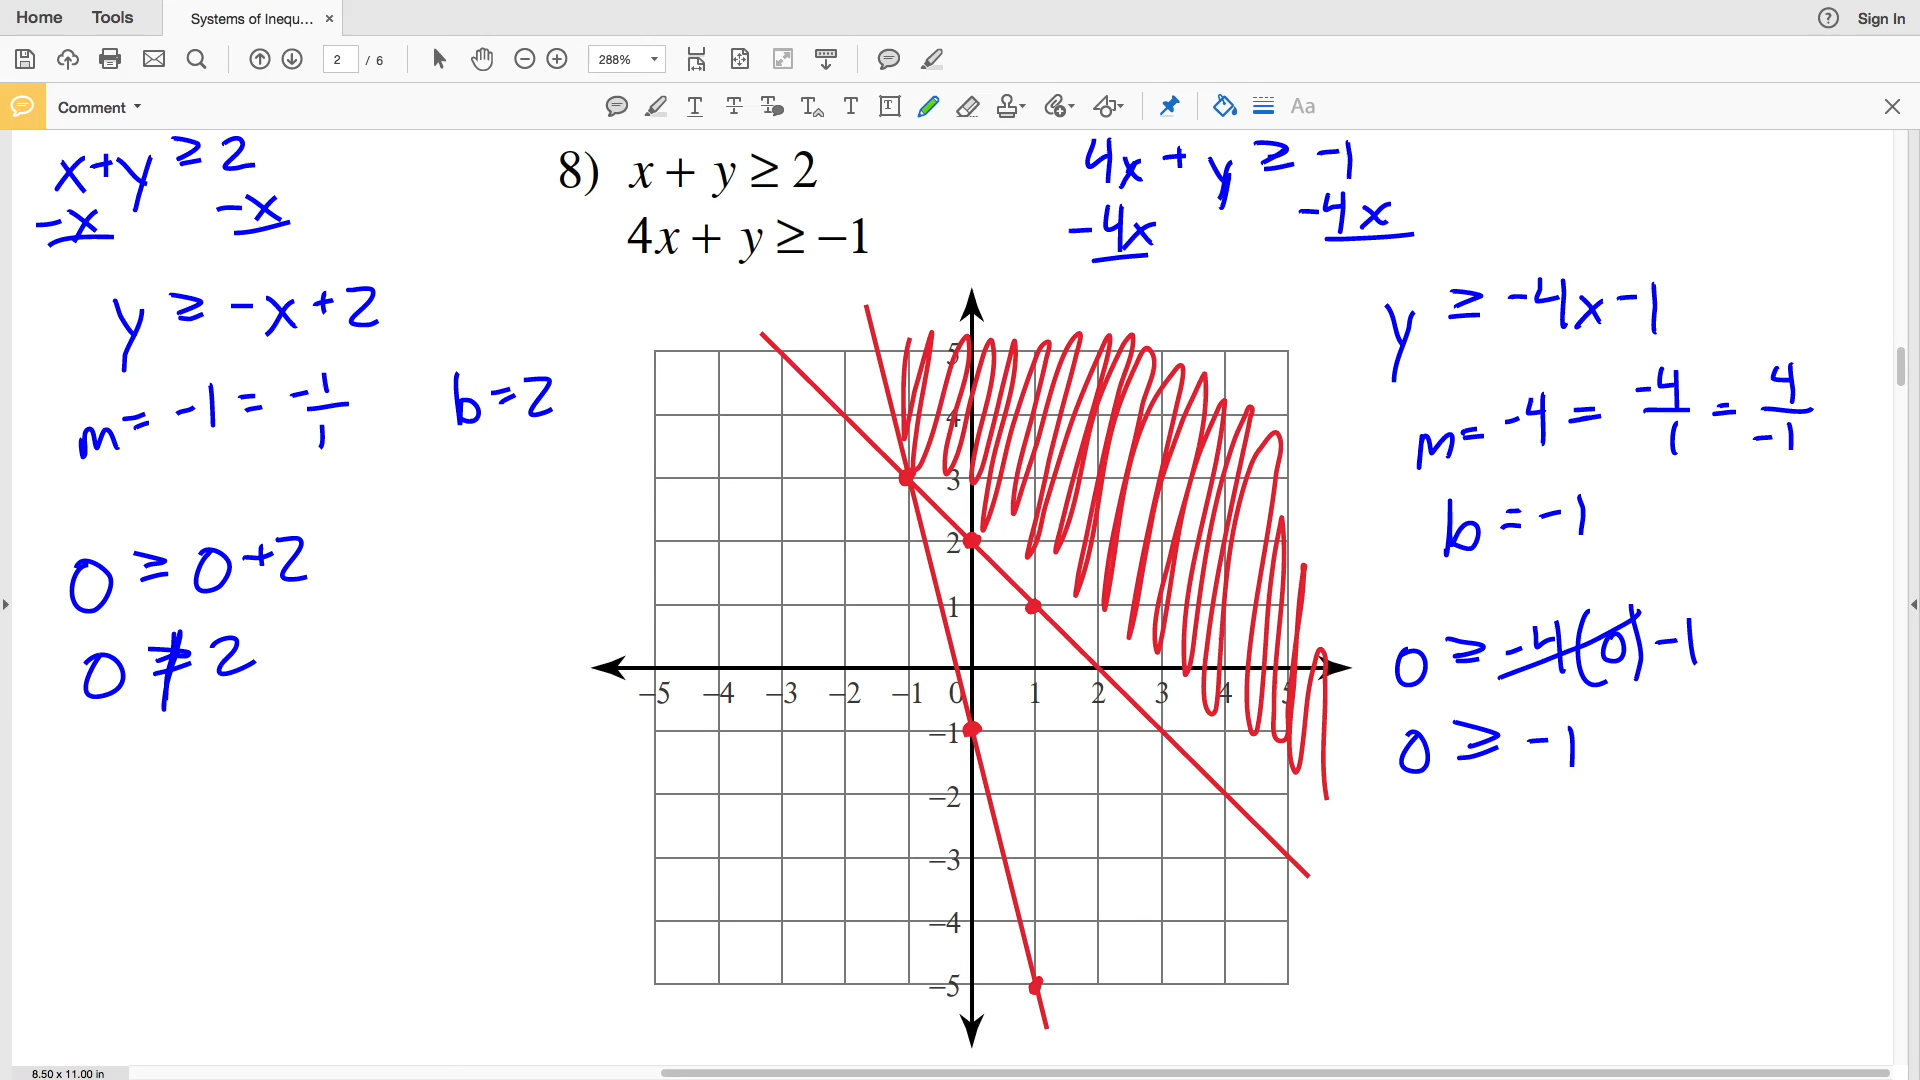 Home Tools Systems of Inequ... × Sign In
2 / 6 288%
Comment Aa
x+y ≥ 2
-x -x
y ≥ -x+2
m = -1 = -1/1 b=2
0 ≥ 0+2
0 ≱ 2
8) x + y ≥ 2
4x + y ≥ −1
4x + y ≥ -1
-4x -4x
y ≥ -4x-1
m= -4 = -4/1 = 4/-1
b = -1
0 ≥ -4(0)-1
0 ≥ -1
5
4
3
2
1
−5 −4 −3 −2 −1 0 1 2 3 4 5
−1
−2
−3
−4
−5
8.50 x 11.00 in